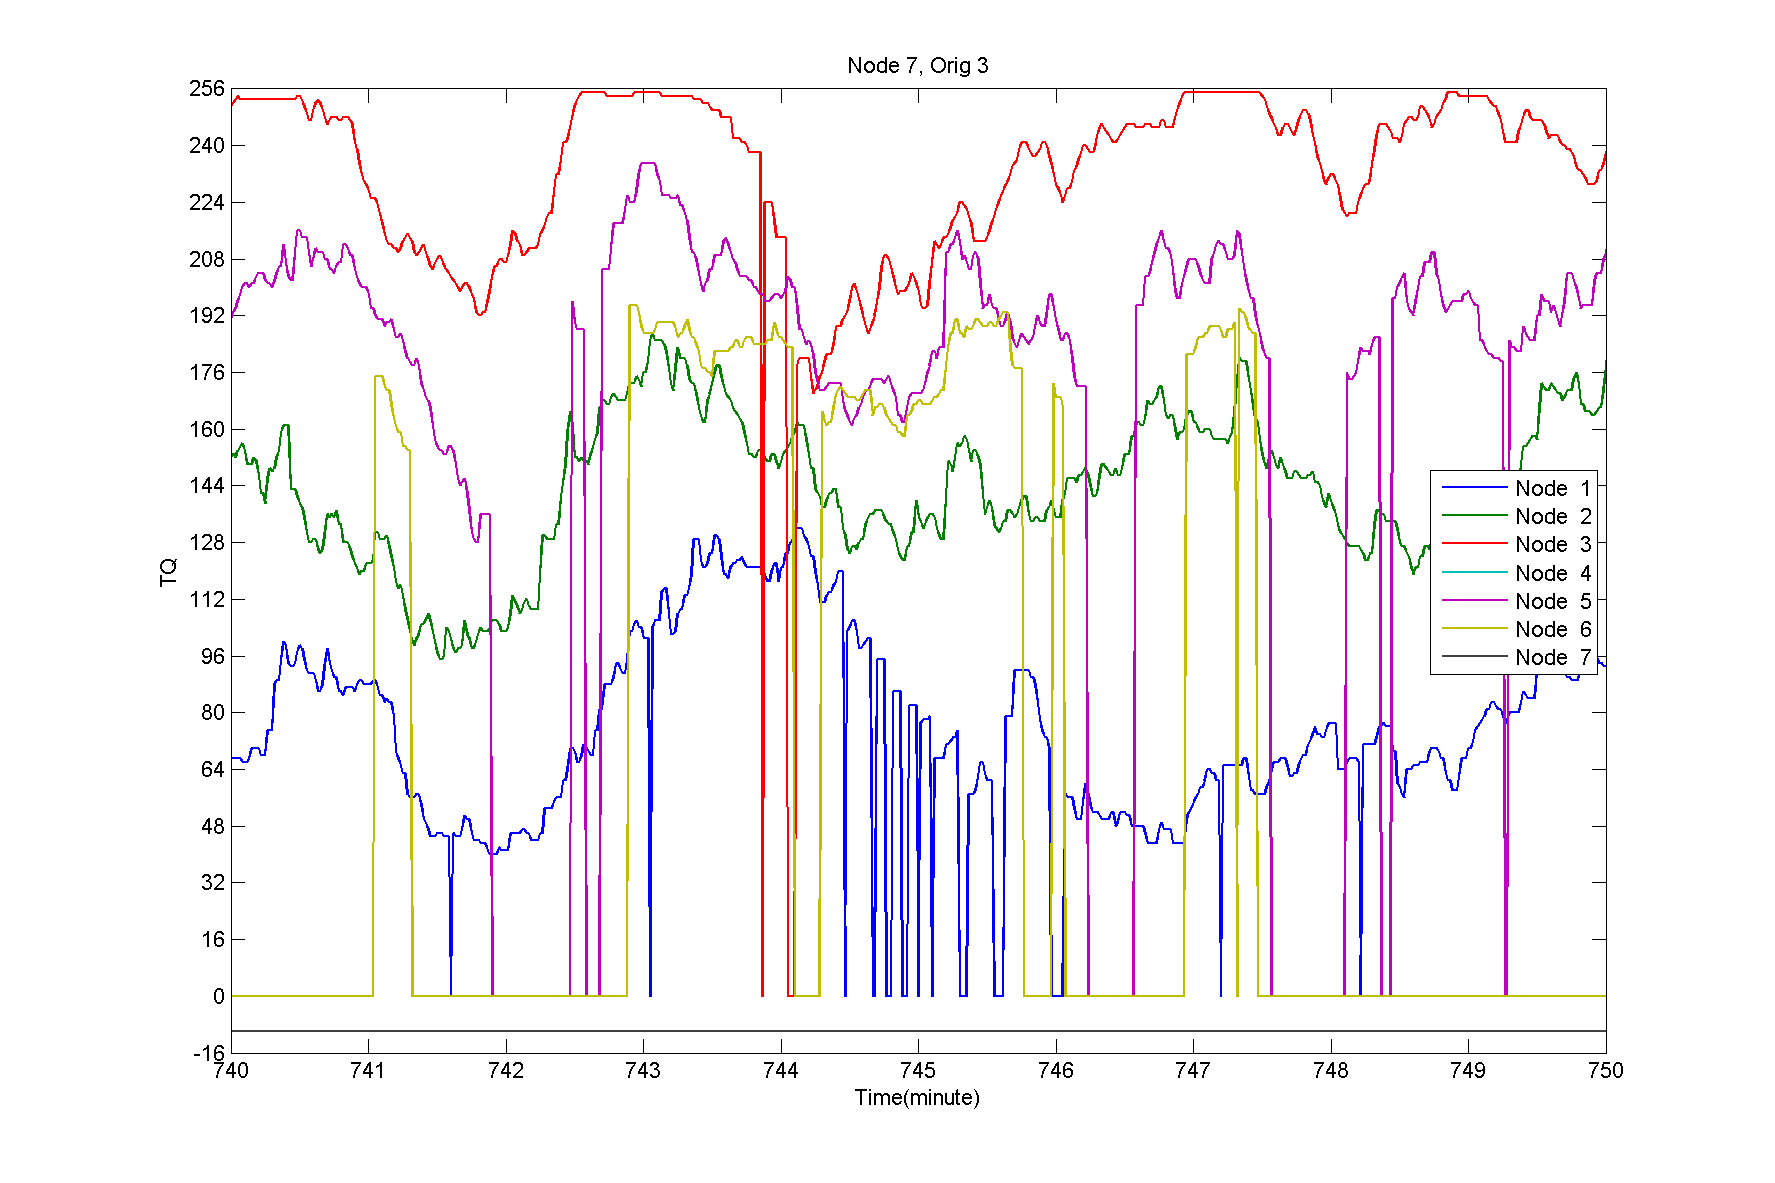 Node 7, Orig 3
256
240
224
208
192
176
160
144
128
112
96
80
64
48
32
16
0
-16
TQ
Node 1
Node 2
Node 3
Node 4
Node 5
Node 6
Node 7
740 741 742 743 744 745 746 747 748 749 750
Time(minute)